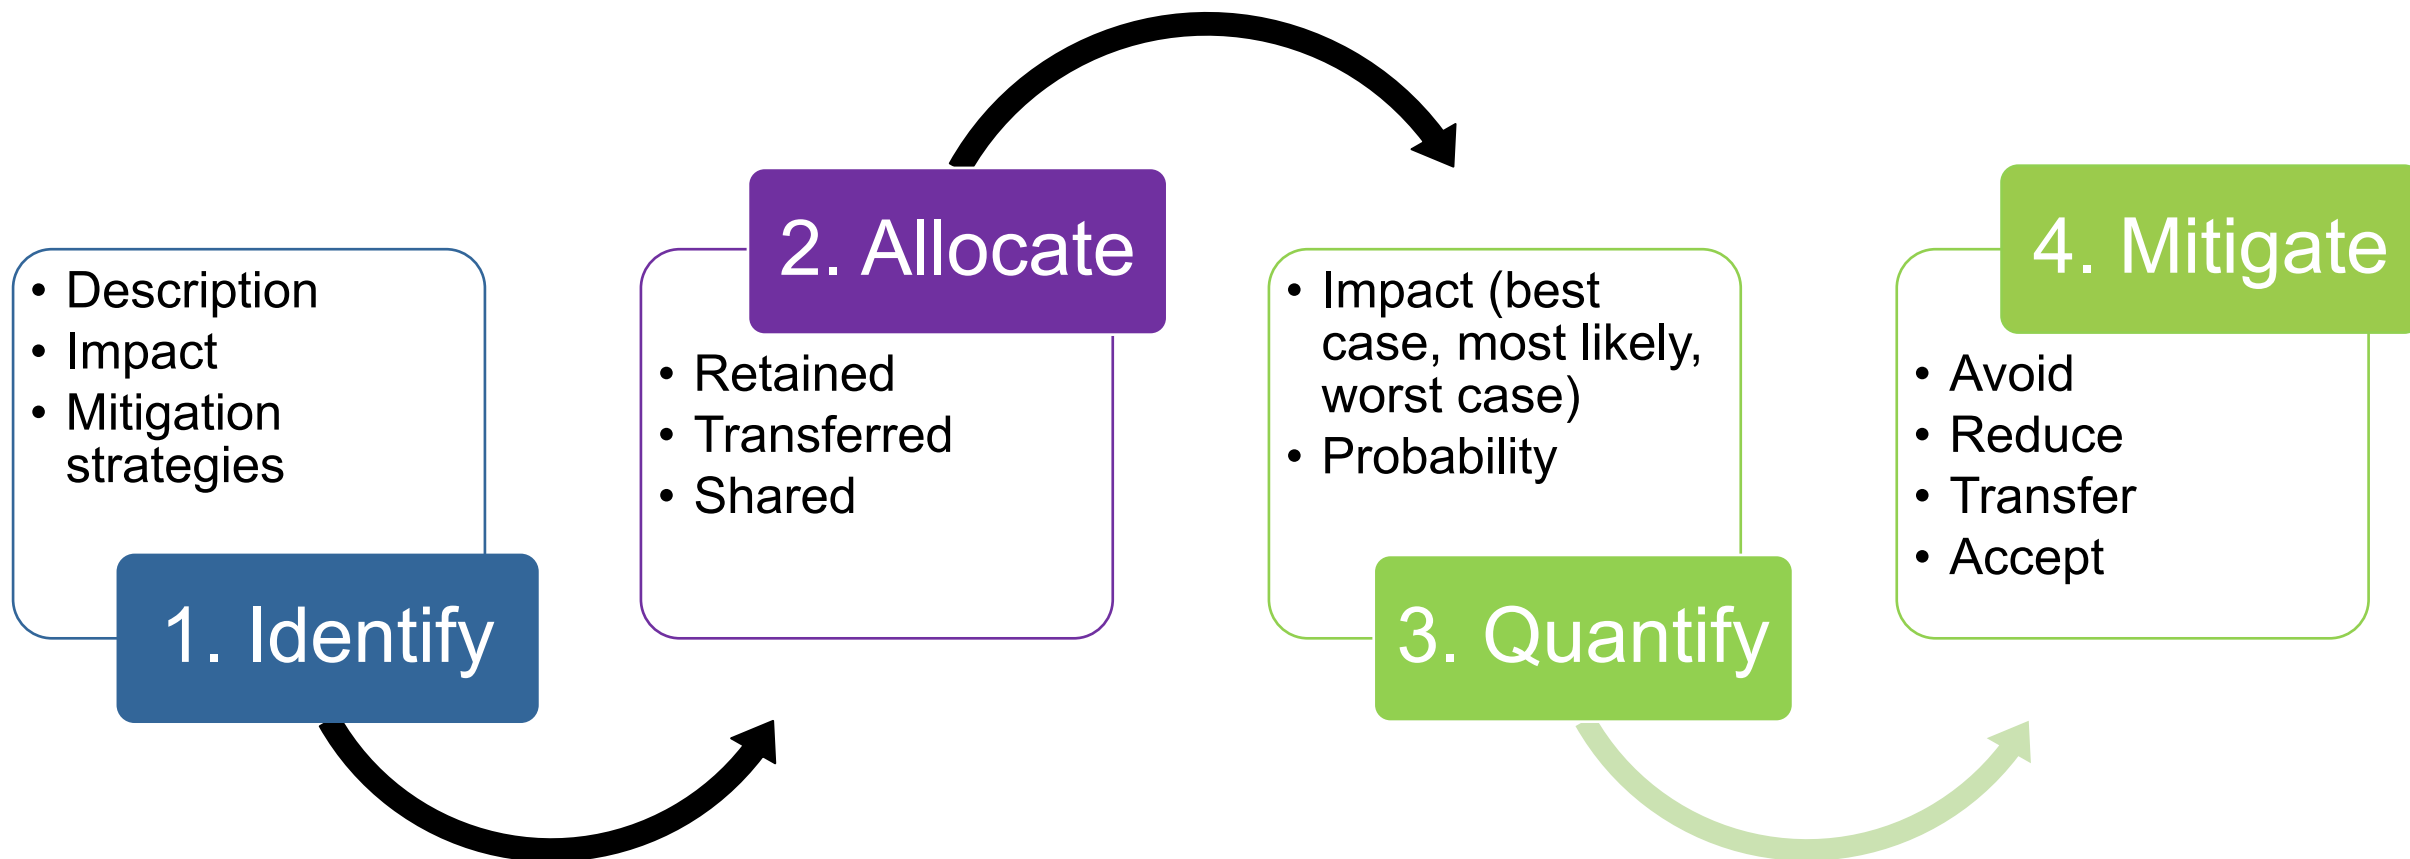 • Description
• Impact
• Mitigation
strategies
1. Identify
2. Allocate
• Retained
• Transferred
• Shared
• Impact (best
case, most likely,
worst case)
• Probability
3. Quantify
4. Mitigate
• Avoid
• Reduce
• Transfer
• Accept